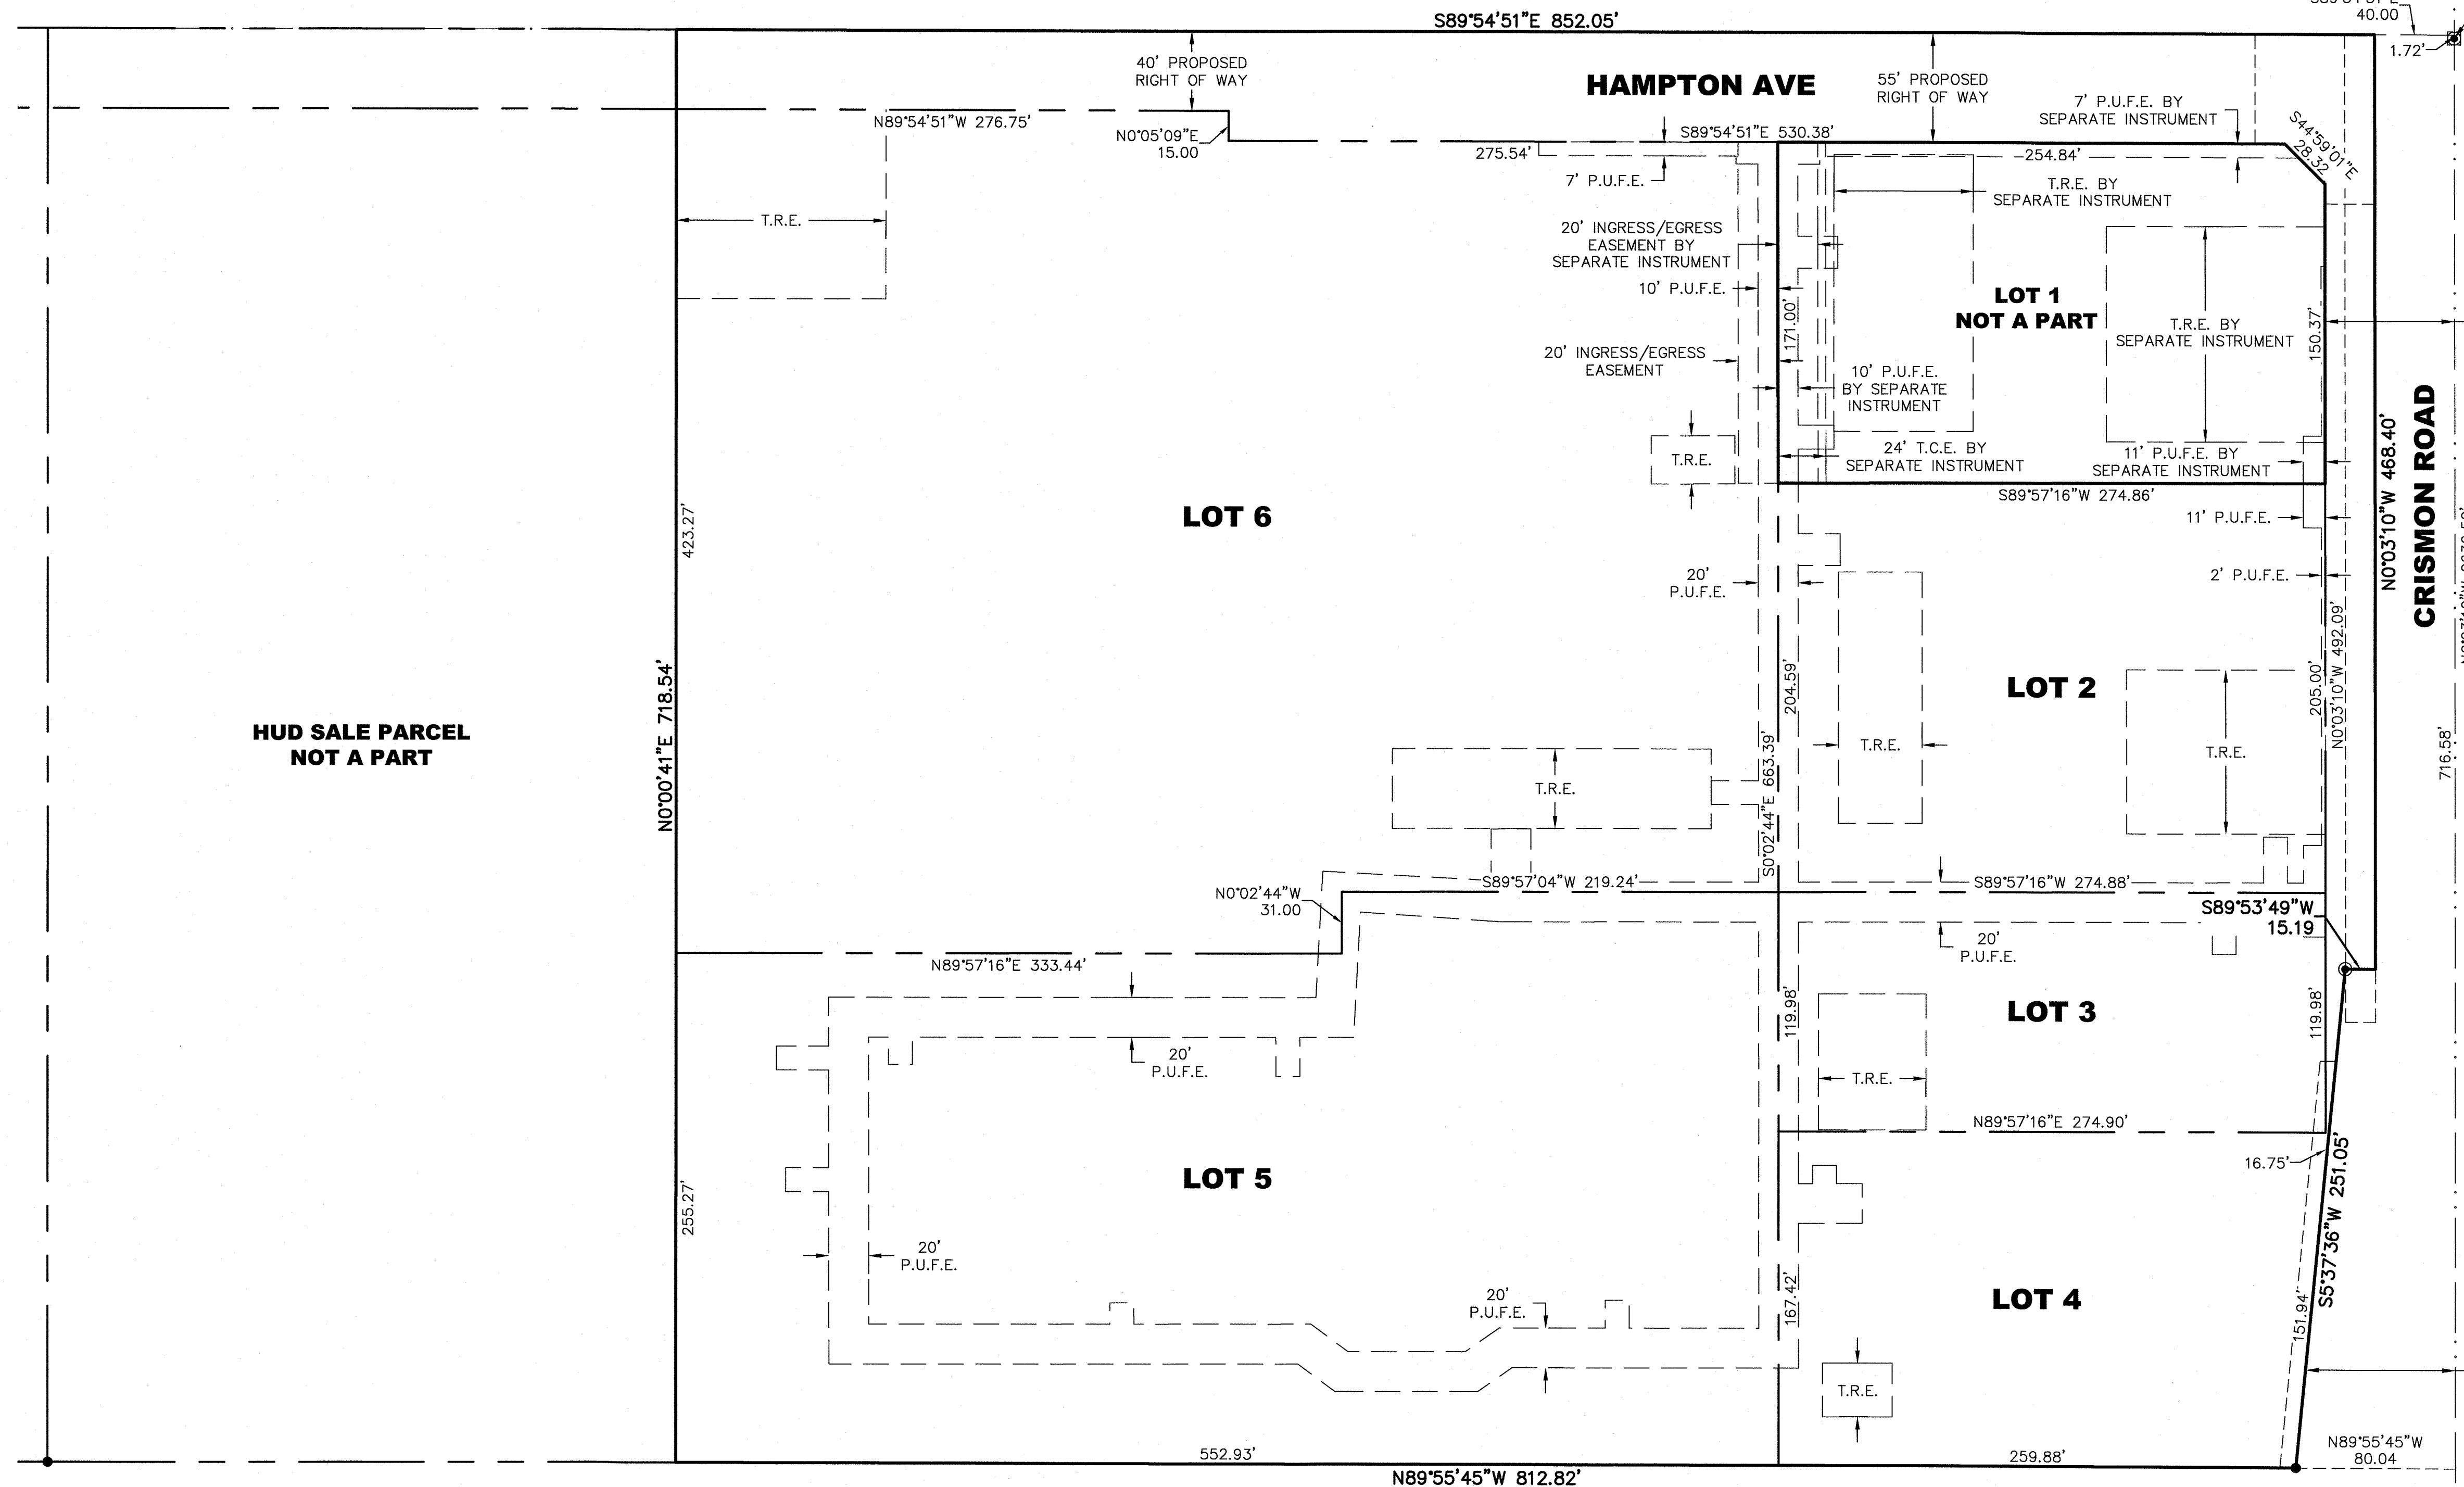 S89°54'51"E 852.05'
40.00
1.72'
40' PROPOSED
RIGHT OF WAY
HAMPTON AVE
55' PROPOSED
RIGHT OF WAY
7' P.U.F.E. BY
SEPARATE INSTRUMENT
S44°59'01"E
28.32
N89°54'51"W 276.75'
N0°05'09"E
15.00
S89°54'51"E 530.38'
275.54'
254.84'
7' P.U.F.E.
T.R.E. BY
SEPARATE INSTRUMENT
T.R.E.
20' INGRESS/EGRESS
EASEMENT BY
SEPARATE INSTRUMENT
10' P.U.F.E.
LOT 1
NOT A PART
171.00'
T.R.E. BY
SEPARATE INSTRUMENT
150.37'
20' INGRESS/EGRESS
EASEMENT
10' P.U.F.E.
BY SEPARATE
INSTRUMENT
T.R.E.
24' T.C.E. BY
SEPARATE INSTRUMENT
11' P.U.F.E. BY
SEPARATE INSTRUMENT
N0°03'10"W 468.40'
CRISMON ROAD
S89°57'16"W 274.86'
LOT 6
423.27'
11' P.U.F.E.
20'
P.U.F.E.
2' P.U.F.E.
N0°03'10"W 492.09'
HUD SALE PARCEL
NOT A PART
N0°00'41"E 718.54'
LOT 2
204.59'
205.00'
T.R.E.
T.R.E.
T.R.E.
716.58'
S0°02'44"E 663.39'
S89°57'04"W 219.24'
S89°57'16"W 274.88'
N0°02'44"W
31.00
S89°53'49"W
15.19
N89°57'16"E 333.44'
20'
P.U.F.E.
119.98'
LOT 3
119.98'
20'
P.U.F.E.
T.R.E.
N89°57'16"E 274.90'
16.75'
LOT 5
255.27'
S5°37'36"W 251.05'
20'
P.U.F.E.
20'
P.U.F.E.
167.42'
LOT 4
151.94'
T.R.E.
552.93'
259.88'
N89°55'45"W
80.04
N89°55'45"W 812.82'